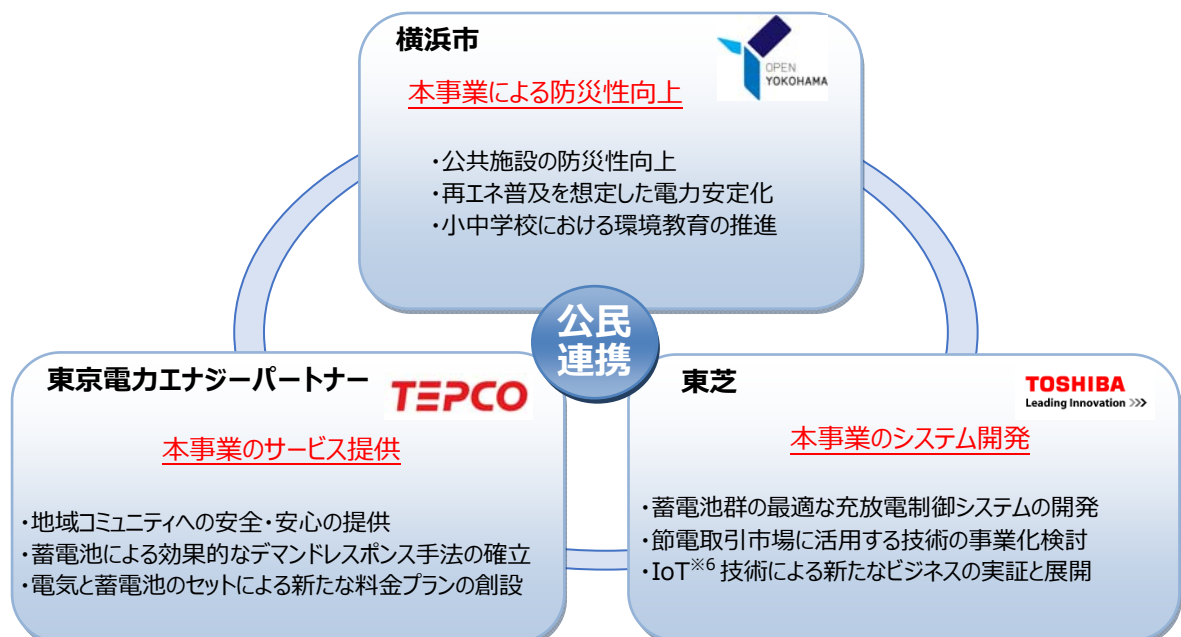 横浜市
OPEN
YOKOHAMA
本事業による防災性向上
・公共施設の防災性向上
・再エネ普及を想定した電力安定化
・小中学校における環境教育の推進
公民
連携
東京電力エナジーパートナー
TEPCO
本事業のサービス提供
・地域コミュニティへの安全・安心の提供
・蓄電池による効果的なデマンドレスポンス手法の確立
・電気と蓄電池のセットによる新たな料金プランの創設
東芝
TOSHIBA
Leading Innovation >>>
本事業のシステム開発
・蓄電池群の最適な充放電制御システムの開発
・節電取引市場に活用する技術の事業化検討
・IoT※6 技術による新たなビジネスの実証と展開